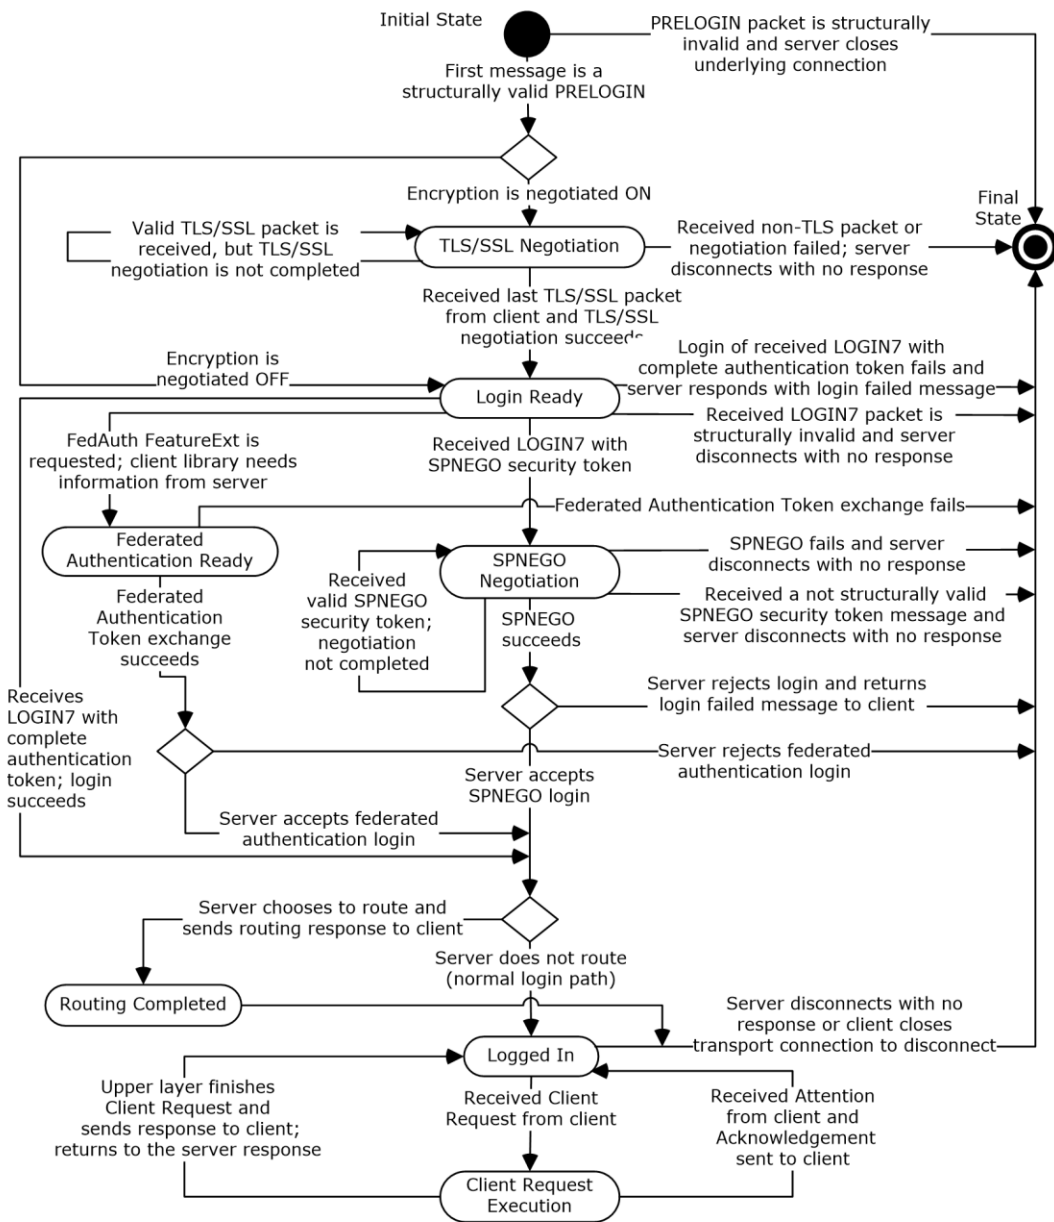 Initial State
PRELOGIN packet is structurally
invalid and server closes
underlying connection
First message is a
structurally valid PRELOGIN
Encryption is negotiated ON
Final
State
Valid TLS/SSL packet is
received, but TLS/SSL
negotiation is not completed
TLS/SSL Negotiation
Received non-TLS packet or
negotiation failed; server
disconnects with no response
Received last TLS/SSL packet
from client and TLS/SSL
negotiation succeeds
Encryption is
negotiated OFF
Login of received LOGIN7 with
complete authentication token fails and
server responds with login failed message
Login Ready
Received LOGIN7 packet is
structurally invalid and server
disconnects with no response
FedAuth FeatureExt is
requested; client library needs
information from server
Received LOGIN7 with
SPNEGO security token
Federated Authentication Token exchange fails
Federated
Authentication Ready
SPNEGO
Negotiation
SPNEGO fails and server
disconnects with no response
Received
valid SPNEGO
security token;
negotiation
not completed
Received a not structurally valid
SPNEGO security token message and
server disconnects with no response
Federated
Authentication
Token exchange
succeeds
SPNEGO
succeeds
Server rejects login and returns
login failed message to client
Receives
LOGIN7 with
complete
authentication
token; login
succeeds
Server rejects federated
authentication login
Server accepts
SPNEGO login
Server accepts federated
authentication login
Server chooses to route and
sends routing response to client
Server does not route
(normal login path)
Routing Completed
Server disconnects with no
response or client closes
transport connection to disconnect
Logged In
Upper layer finishes
Client Request and
sends response to client;
returns to the server response
Received Client
Request from client
Received Attention
from client and
Acknowledgement
sent to client
Client Request
Execution